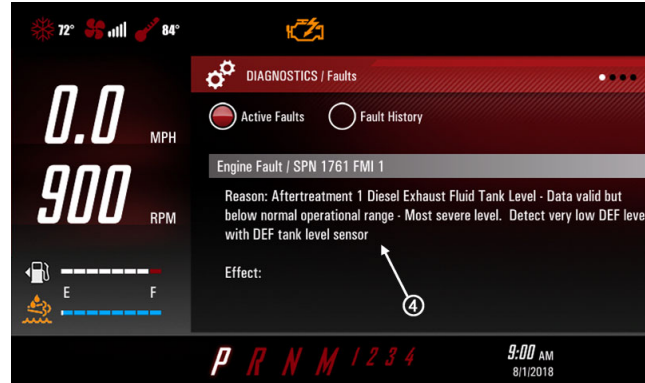 72° 84°
DIAGNOSTICS / Faults
Active Faults Fault History
0.0 MPH
Engine Fault / SPN 1761 FMI 1
900 RPM
Reason: Aftertreatment 1 Diesel Exhaust Fluid Tank Level - Data valid but
below normal operational range - Most severe level. Detect very low DEF leve
with DEF tank level sensor
Effect:
4
E F
P R N M 1 2 3 4
9:00 AM
8/1/2018